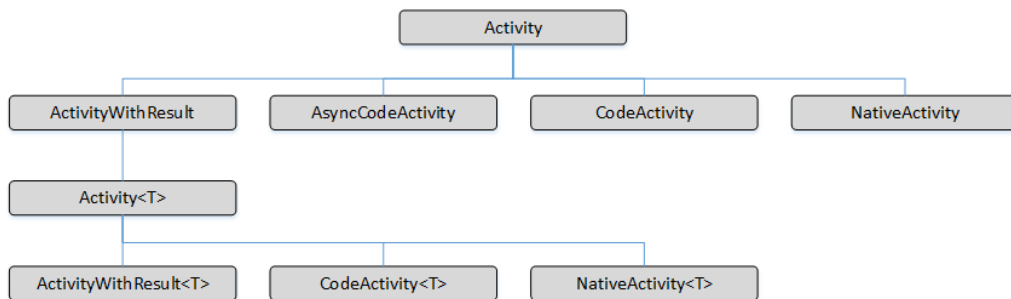 Activity
ActivityWithResult
AsyncCodeActivity
CodeActivity
NativeActivity
Activity<T>
ActivityWithResult<T>
CodeActivity<T>
NativeActivity<T>